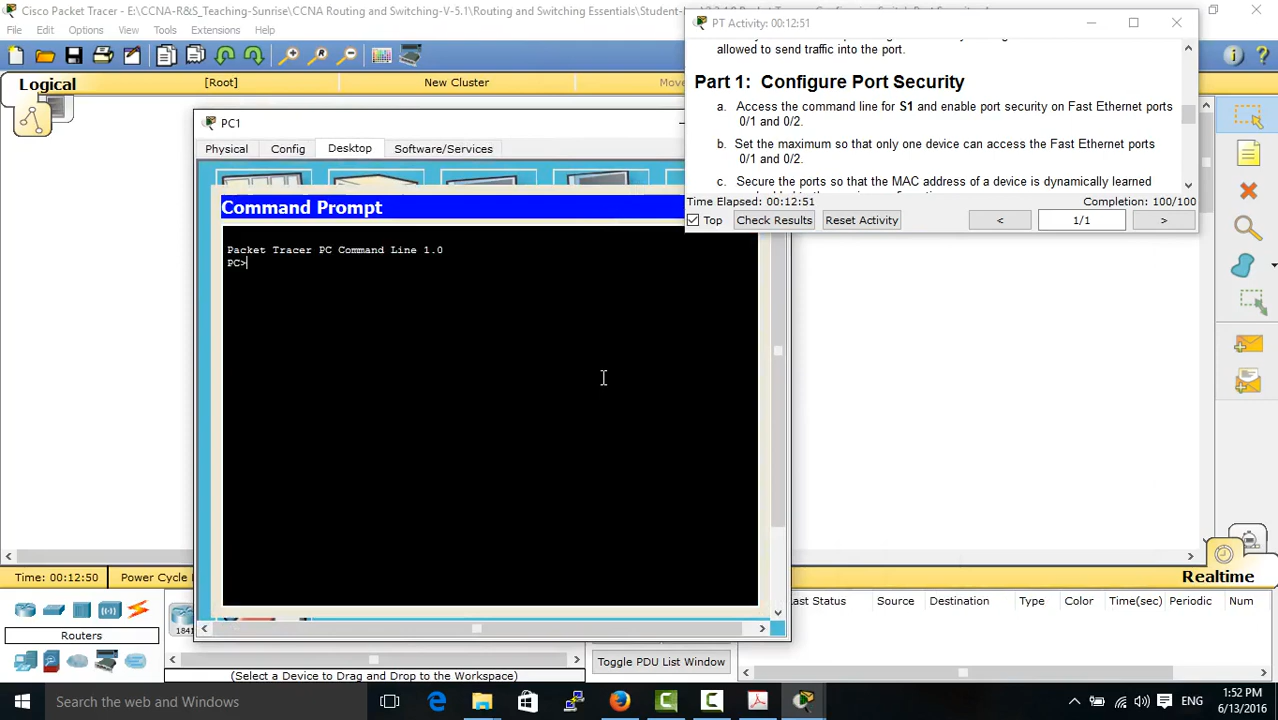 Cisco Packet Tracer - E:\CCNA-R&S_Teaching-Sunrise\CCNA Routing and Switching-V-5.1\Routing and Switching Essentials\Student-
File Edit Options View Tools Extensions Help
Logical
[Root]
New Cluster
Move
PT Activity: 00:12:51
allowed to send traffic into the port.
Part 1: Configure Port Security
a. Access the command line for S1 and enable port security on Fast Ethernet ports
0/1 and 0/2.
b. Set the maximum so that only one device can access the Fast Ethernet ports
0/1 and 0/2.
c. Secure the ports so that the MAC address of a device is dynamically learned
Time Elapsed: 00:12:51
Completion: 100/100
Top
Check Results
Reset Activity
<
1/1
>
PC1
Physical
Config
Desktop
Software/Services
Command Prompt
Packet Tracer PC Command Line 1.0
PC>
Time: 00:12:50
Power Cycle
Realtime
Routers
1841
(Select a Device to Drag and Drop to the Workspace)
Toggle PDU List Window
Last Status Source Destination Type Color Time(sec) Periodic Num
Search the web and Windows
ENG
1:52 PM
6/13/2016